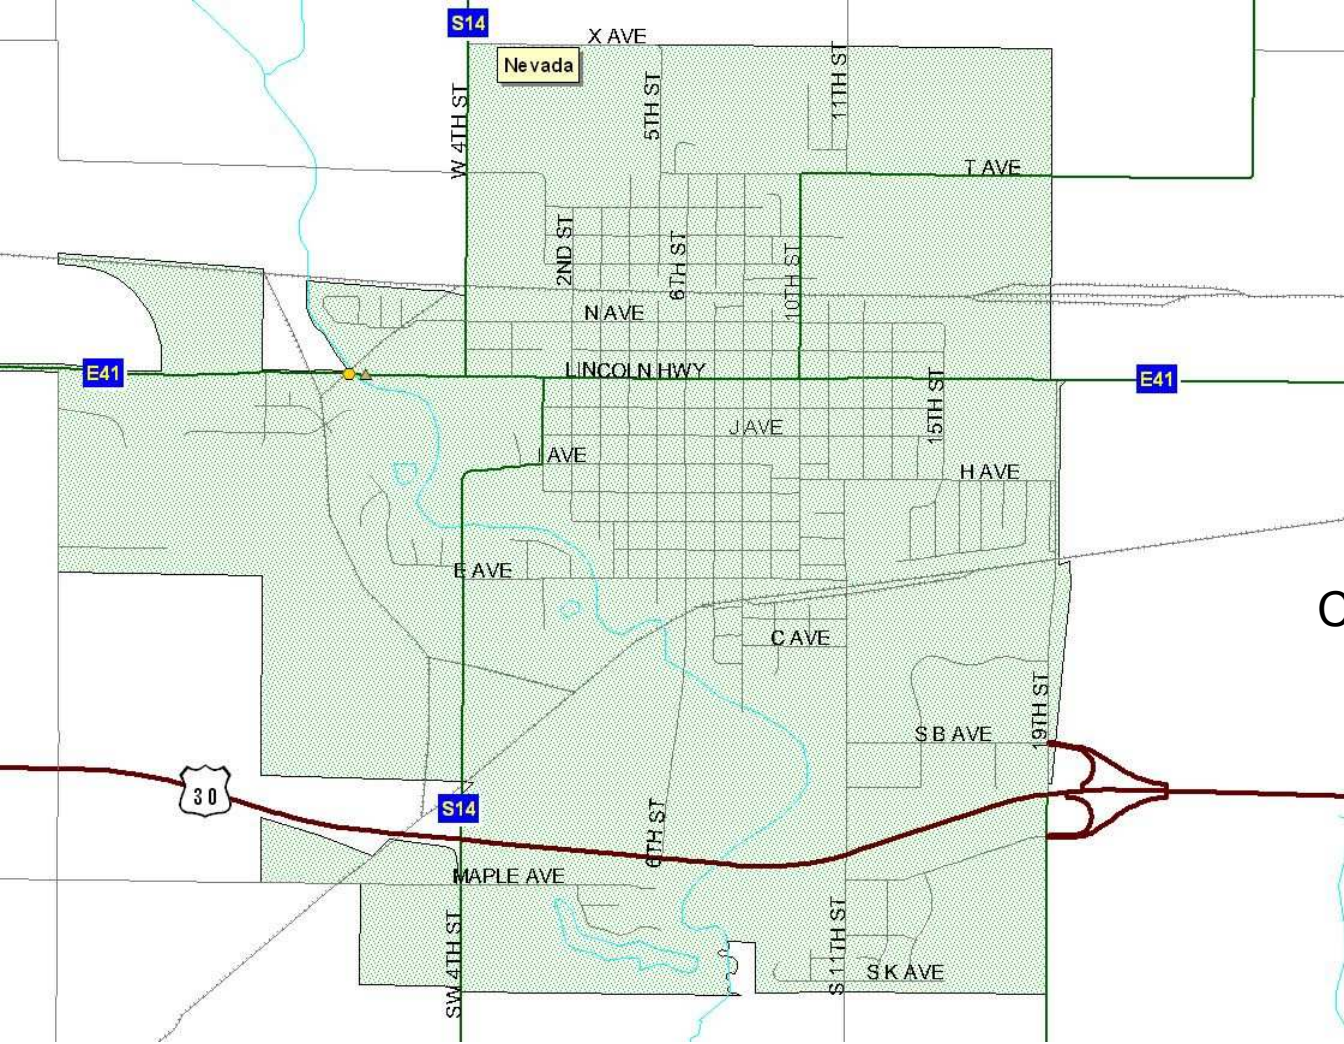 S14
X AVE
Nevada
W 4TH ST
5TH ST
11TH ST
T AVE
2ND ST
6TH ST
10TH ST
N AVE
LINCOLN HWY
E41
E41
15TH ST
J AVE
AVE
H AVE
E AVE
C
C AVE
19TH ST
S B AVE
30
S14
6TH ST
MAPLE AVE
SW 4TH ST
S 11TH ST
S K AVE